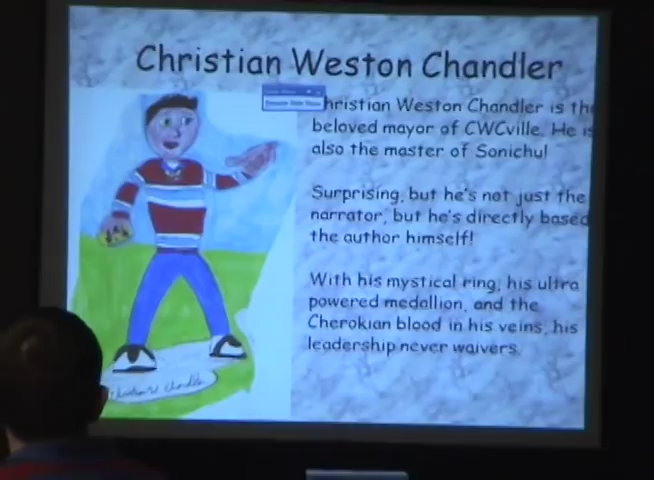 Christian Weston Chandler
hristian Weston Chandler is the
beloved mayor of CWCville. He is
also the master of Sonichu!
Surprising, but he's not just the
narrator, but he's directly based
the author himself!
With his mystical ring, his ultra
powered medallion, and the
Cherokian blood in his veins, his
leadership never waivers.